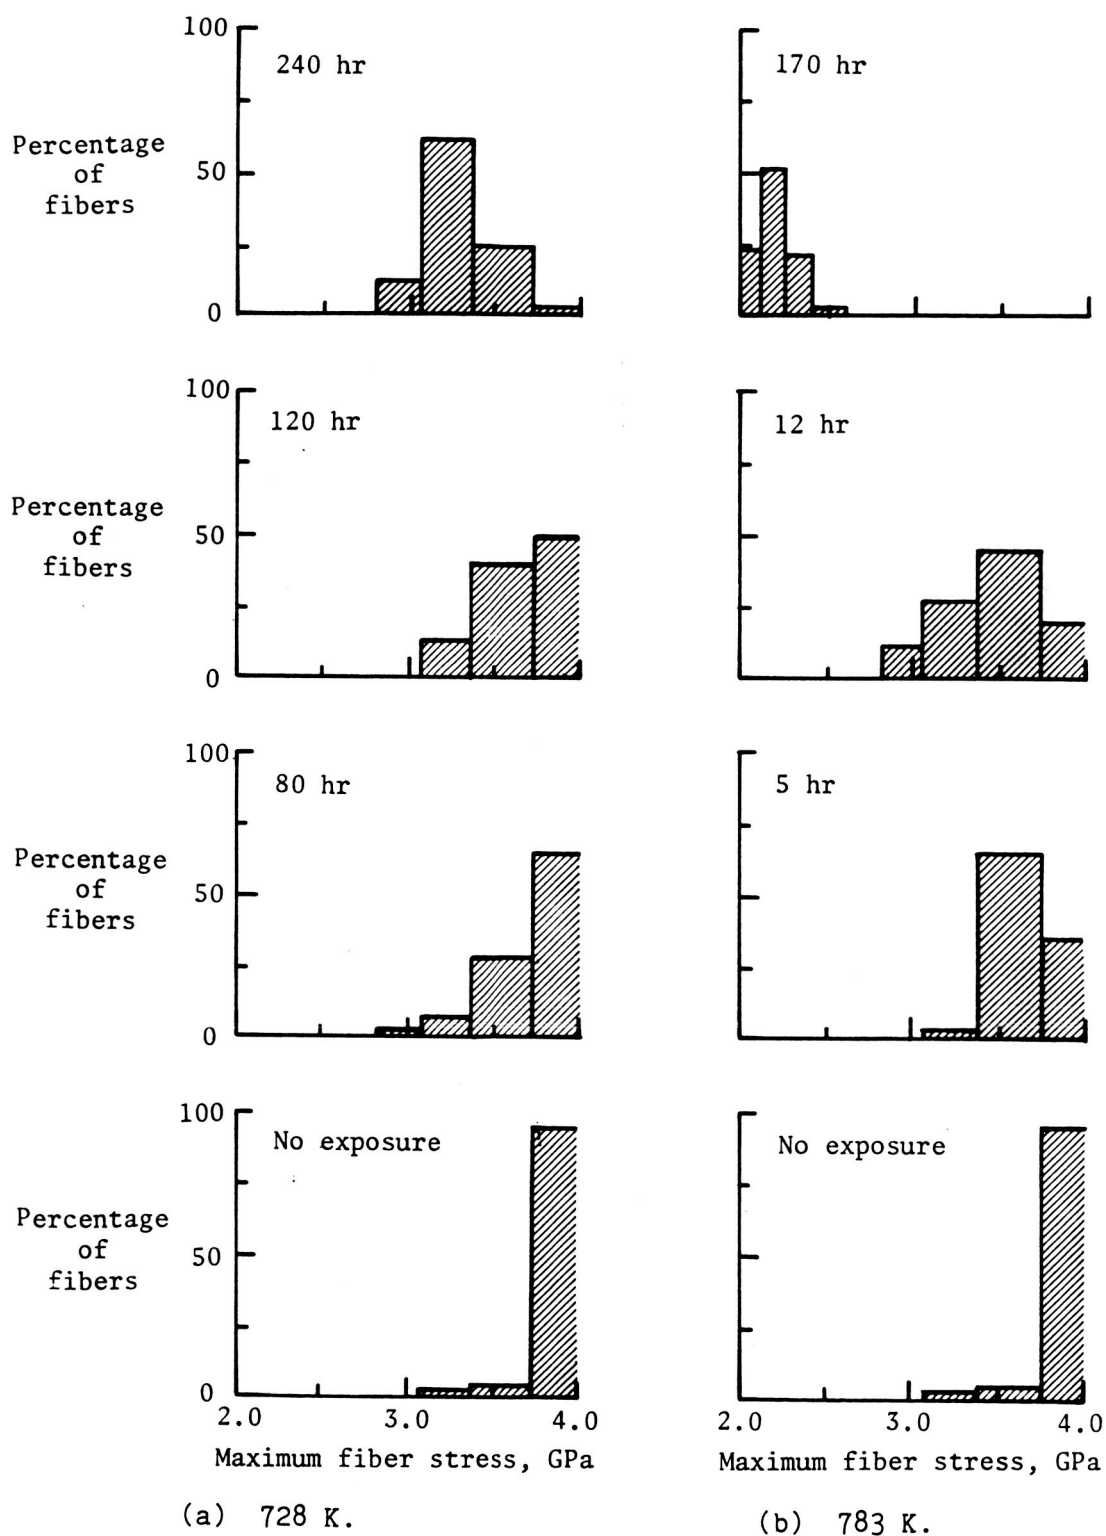 100
240 hr
Percentage
of
fibers
50
0
170 hr
100
120 hr
Percentage
of
fibers
50
0
12 hr
100
80 hr
Percentage
of
fibers
50
0
5 hr
100
No exposure
Percentage
of
fibers
50
0
2.0 3.0 4.0
Maximum fiber stress, GPa
(a) 728 K.
No exposure
2.0 3.0 4.0
Maximum fiber stress, GPa
(b) 783 K.